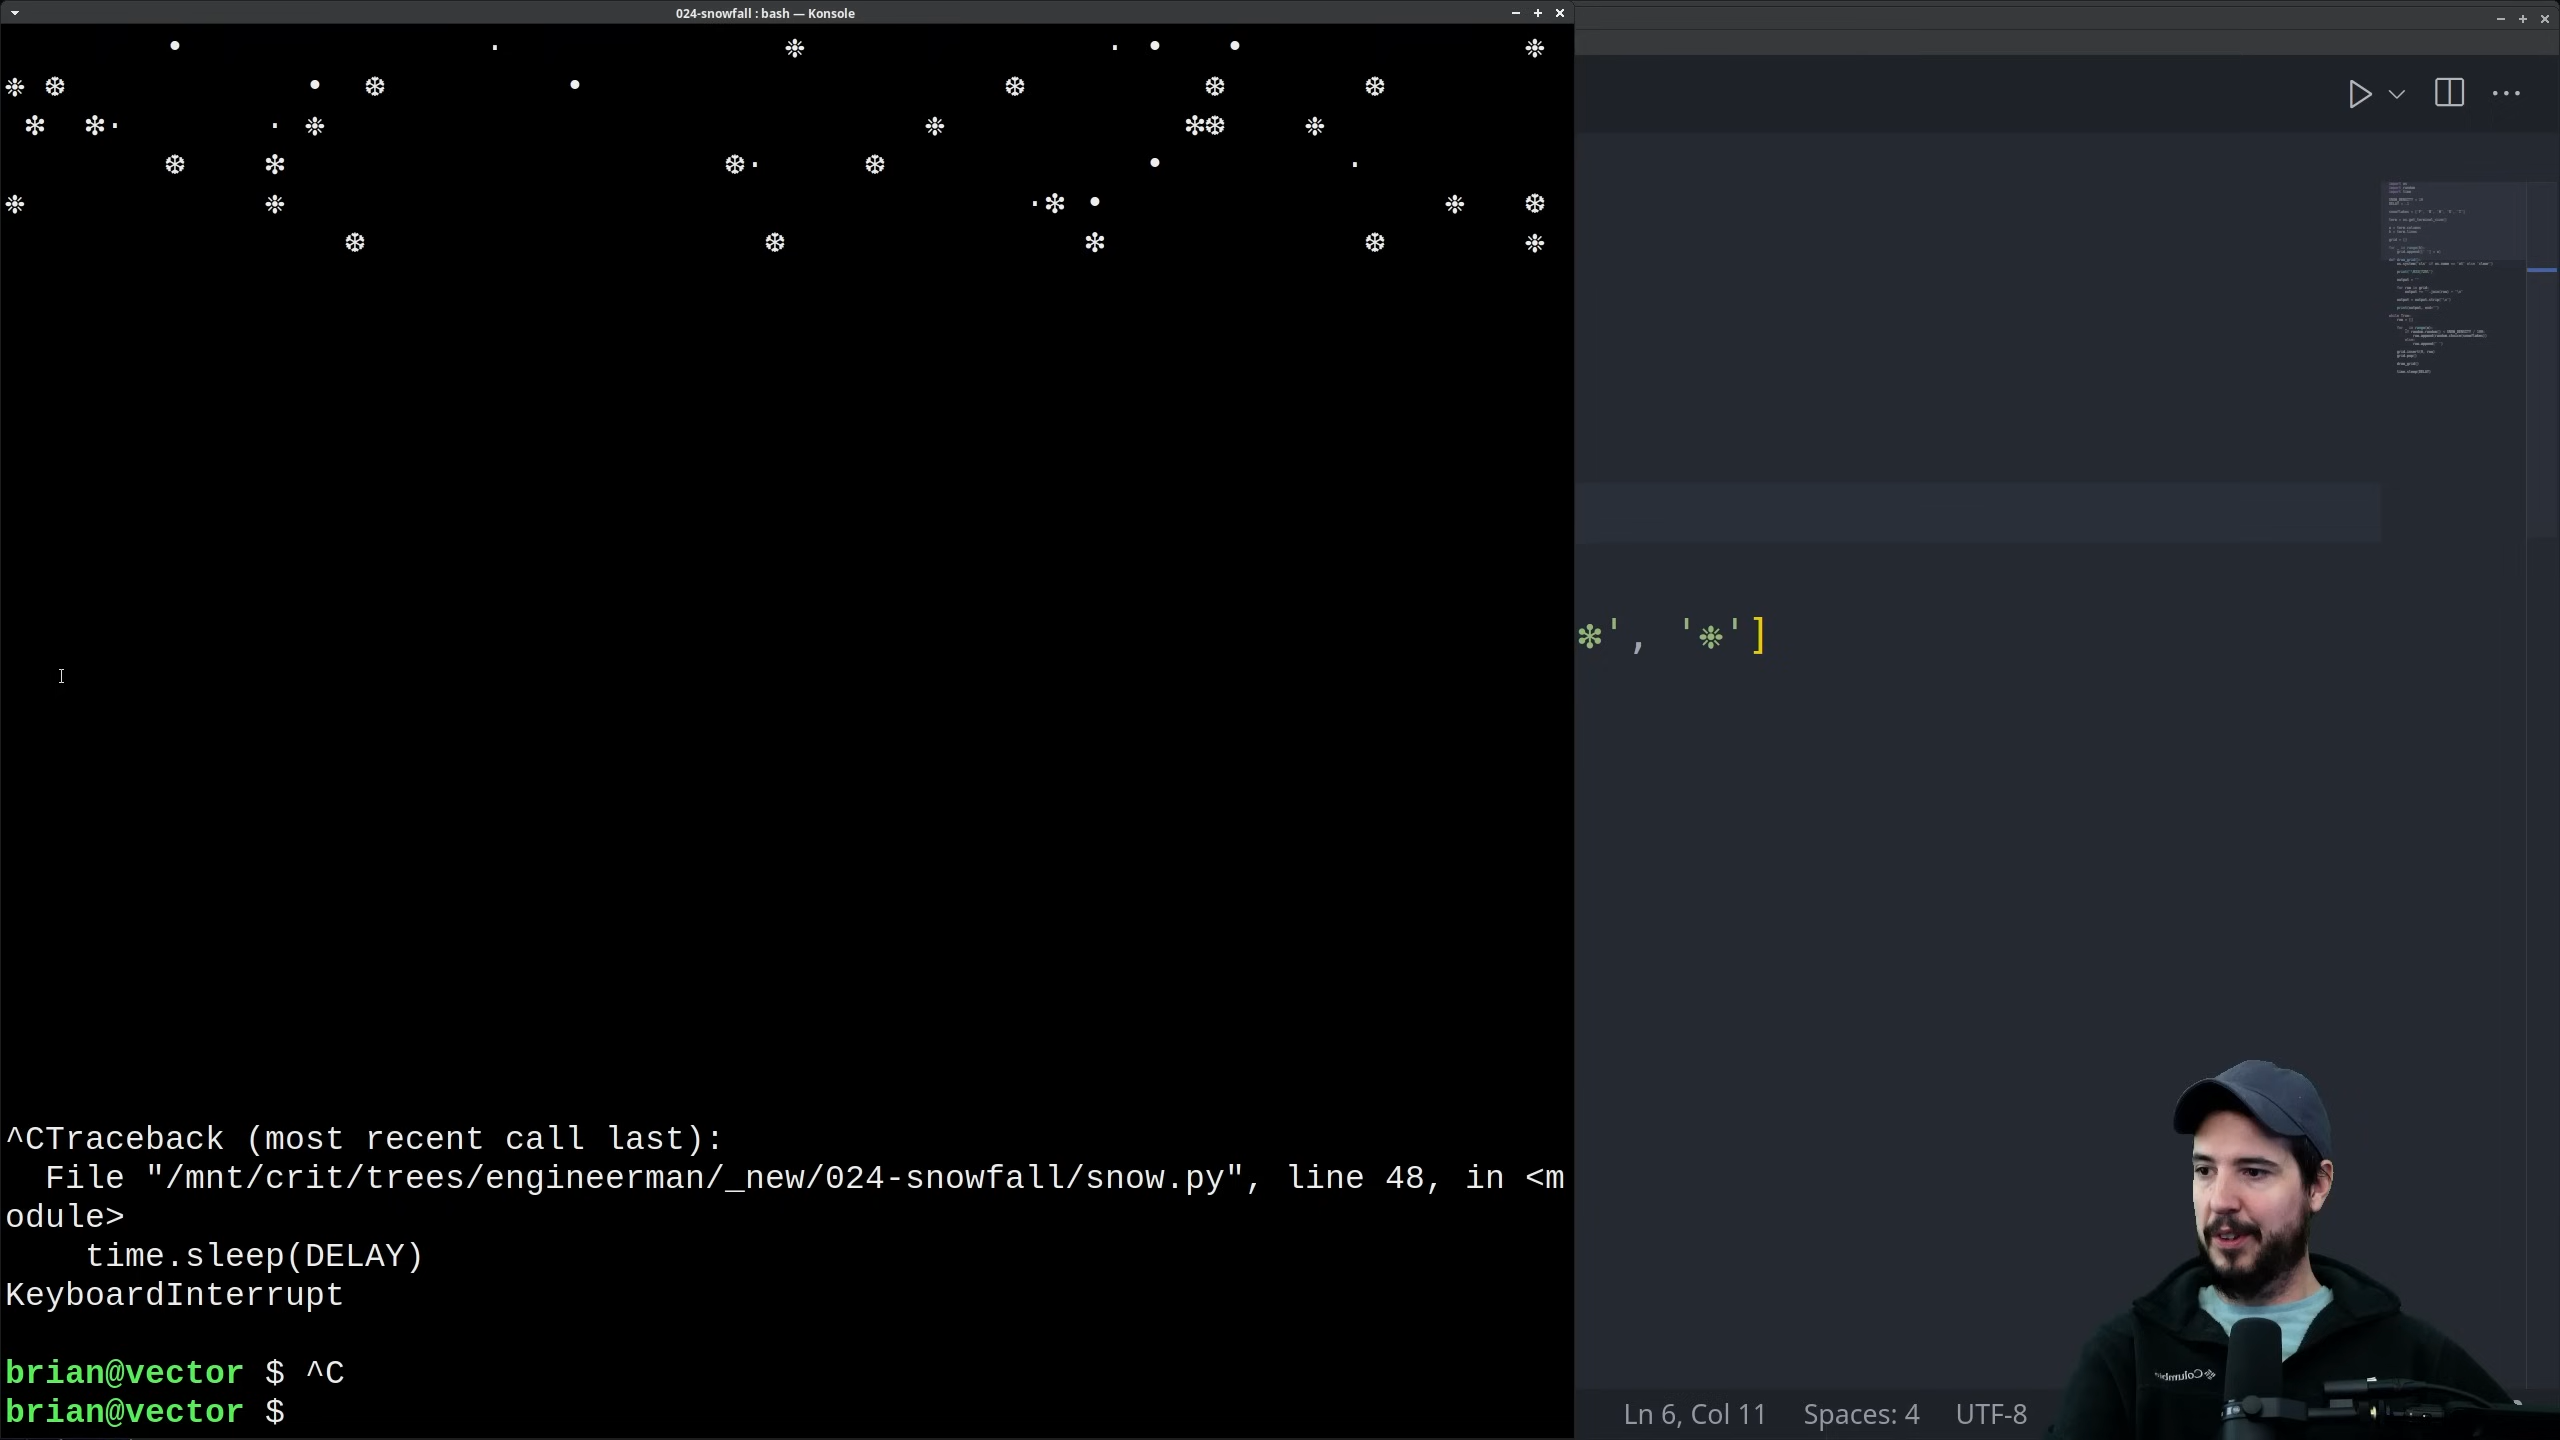 024-snowfall : bash — Konsole
• · ❉ · • • ❉
❉ ❆ • ❆ • ❆ ❆ ❆
❇ ❇· · ❉ ❉ ❇❆ ❉
❆ ❇ ❆· ❆ • ·
❉ ❉ ·❇ • ❉ ❆
❆ ❆ ❇ ❆ ❉
❇', '❉']
^CTraceback (most recent call last):
  File "/mnt/crit/trees/engineerman/_new/024-snowfall/snow.py", line 48, in <m
odule>
    time.sleep(DELAY)
KeyboardInterrupt
brian@vector $ ^C
brian@vector $
Ln 6, Col 11 Spaces: 4 UTF-8